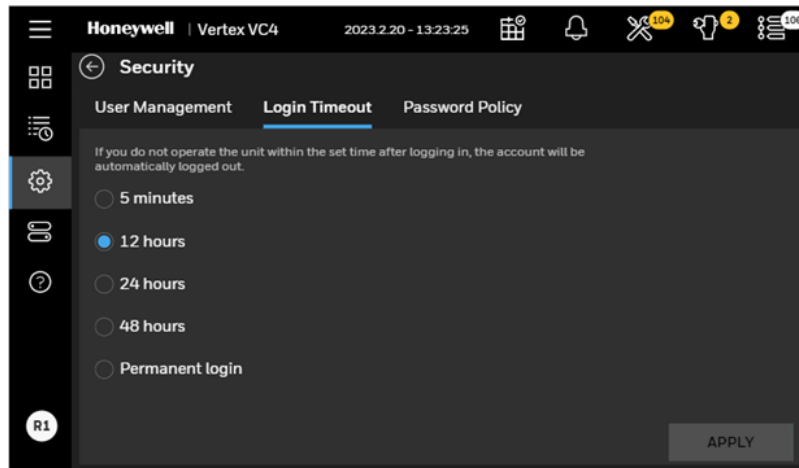 Honeywell | Vertex VC4
2023.2.20 - 13:23:25
104
2
106
Security
User Management
Login Timeout
Password Policy
If you do not operate the unit within the set time after logging in, the account will be
automatically logged out.
5 minutes
12 hours
24 hours
48 hours
Permanent login
R1
APPLY